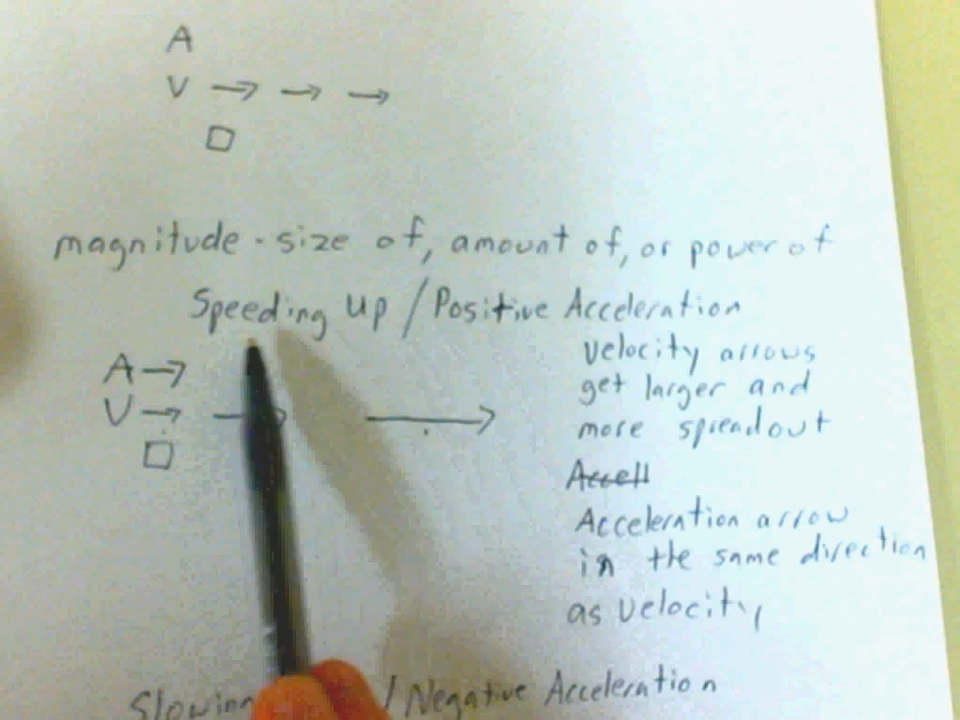 A
V → → →
magnitude - size of, amount of, or power of
Speeding Up / Positive Acceleration
A →
V → → →
velocity arrows
get larger and
more spreadout
Accell
Acceleration arrow
in the same direction
as velocity
Slowing / Negative Acceleration